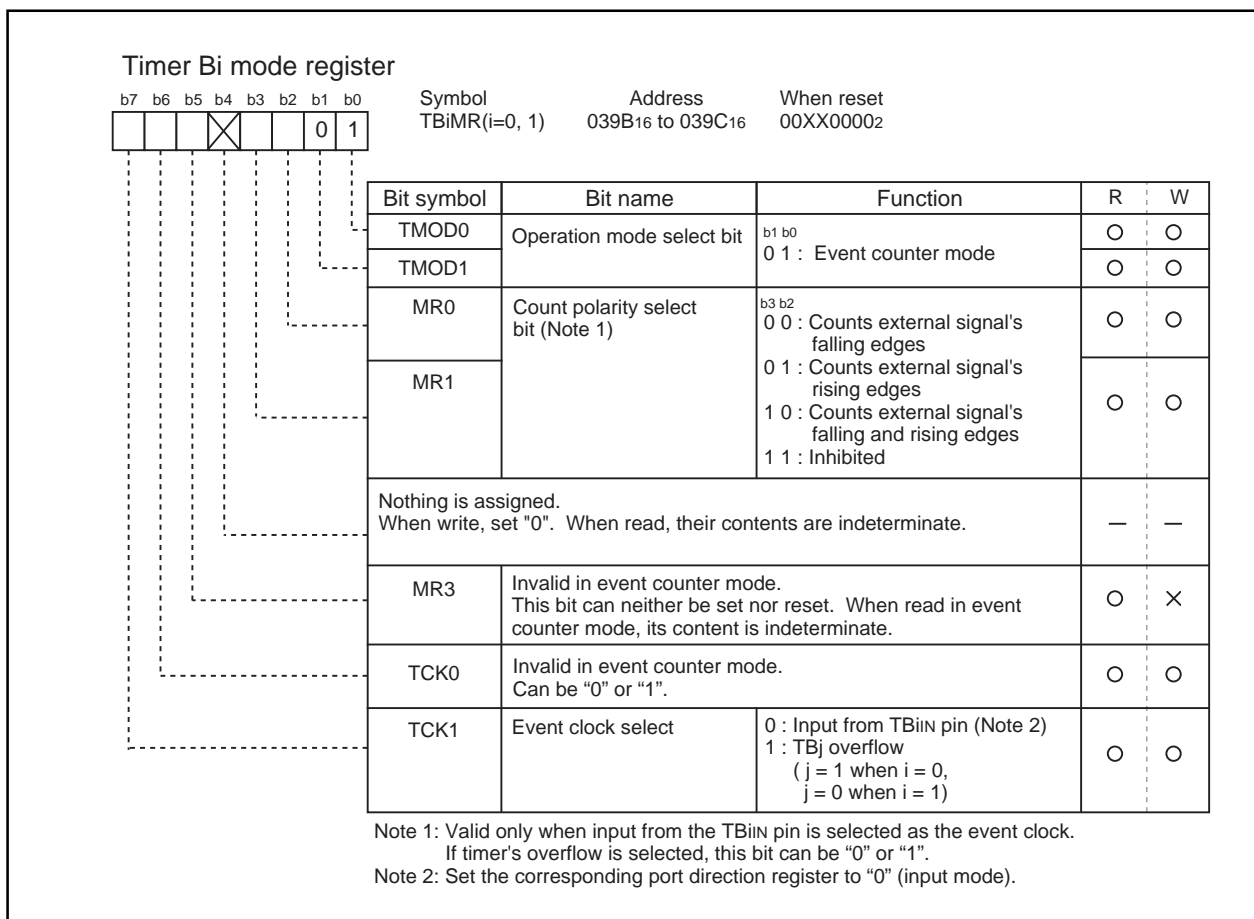 Timer Bi mode register
b7 b6 b5 b4 b3 b2 b1 b0
0 1
Symbol Address When reset
TBiMR(i=0, 1) 039B16 to 039C16 00XX00002
Bit symbol Bit name Function R W
TMOD0 Operation mode select bit b1 b0
0 1 : Event counter mode
TMOD1
MR0 Count polarity select b3 b2
bit (Note 1) 0 0 : Counts external signal's
falling edges
0 1 : Counts external signal's
MR1 rising edges
1 0 : Counts external signal's
falling and rising edges
1 1 : Inhibited
Nothing is assigned.
When write, set "0". When read, their contents are indeterminate. – –
MR3 Invalid in event counter mode.
This bit can neither be set nor reset. When read in event
counter mode, its content is indeterminate.
TCK0 Invalid in event counter mode.
Can be “0” or “1”.
TCK1 Event clock select 0 : Input from TBiIN pin (Note 2)
1 : TBj overflow
( j = 1 when i = 0,
j = 0 when i = 1)
Note 1: Valid only when input from the TBiIN pin is selected as the event clock.
If timer's overflow is selected, this bit can be “0” or “1”.
Note 2: Set the corresponding port direction register to “0” (input mode).